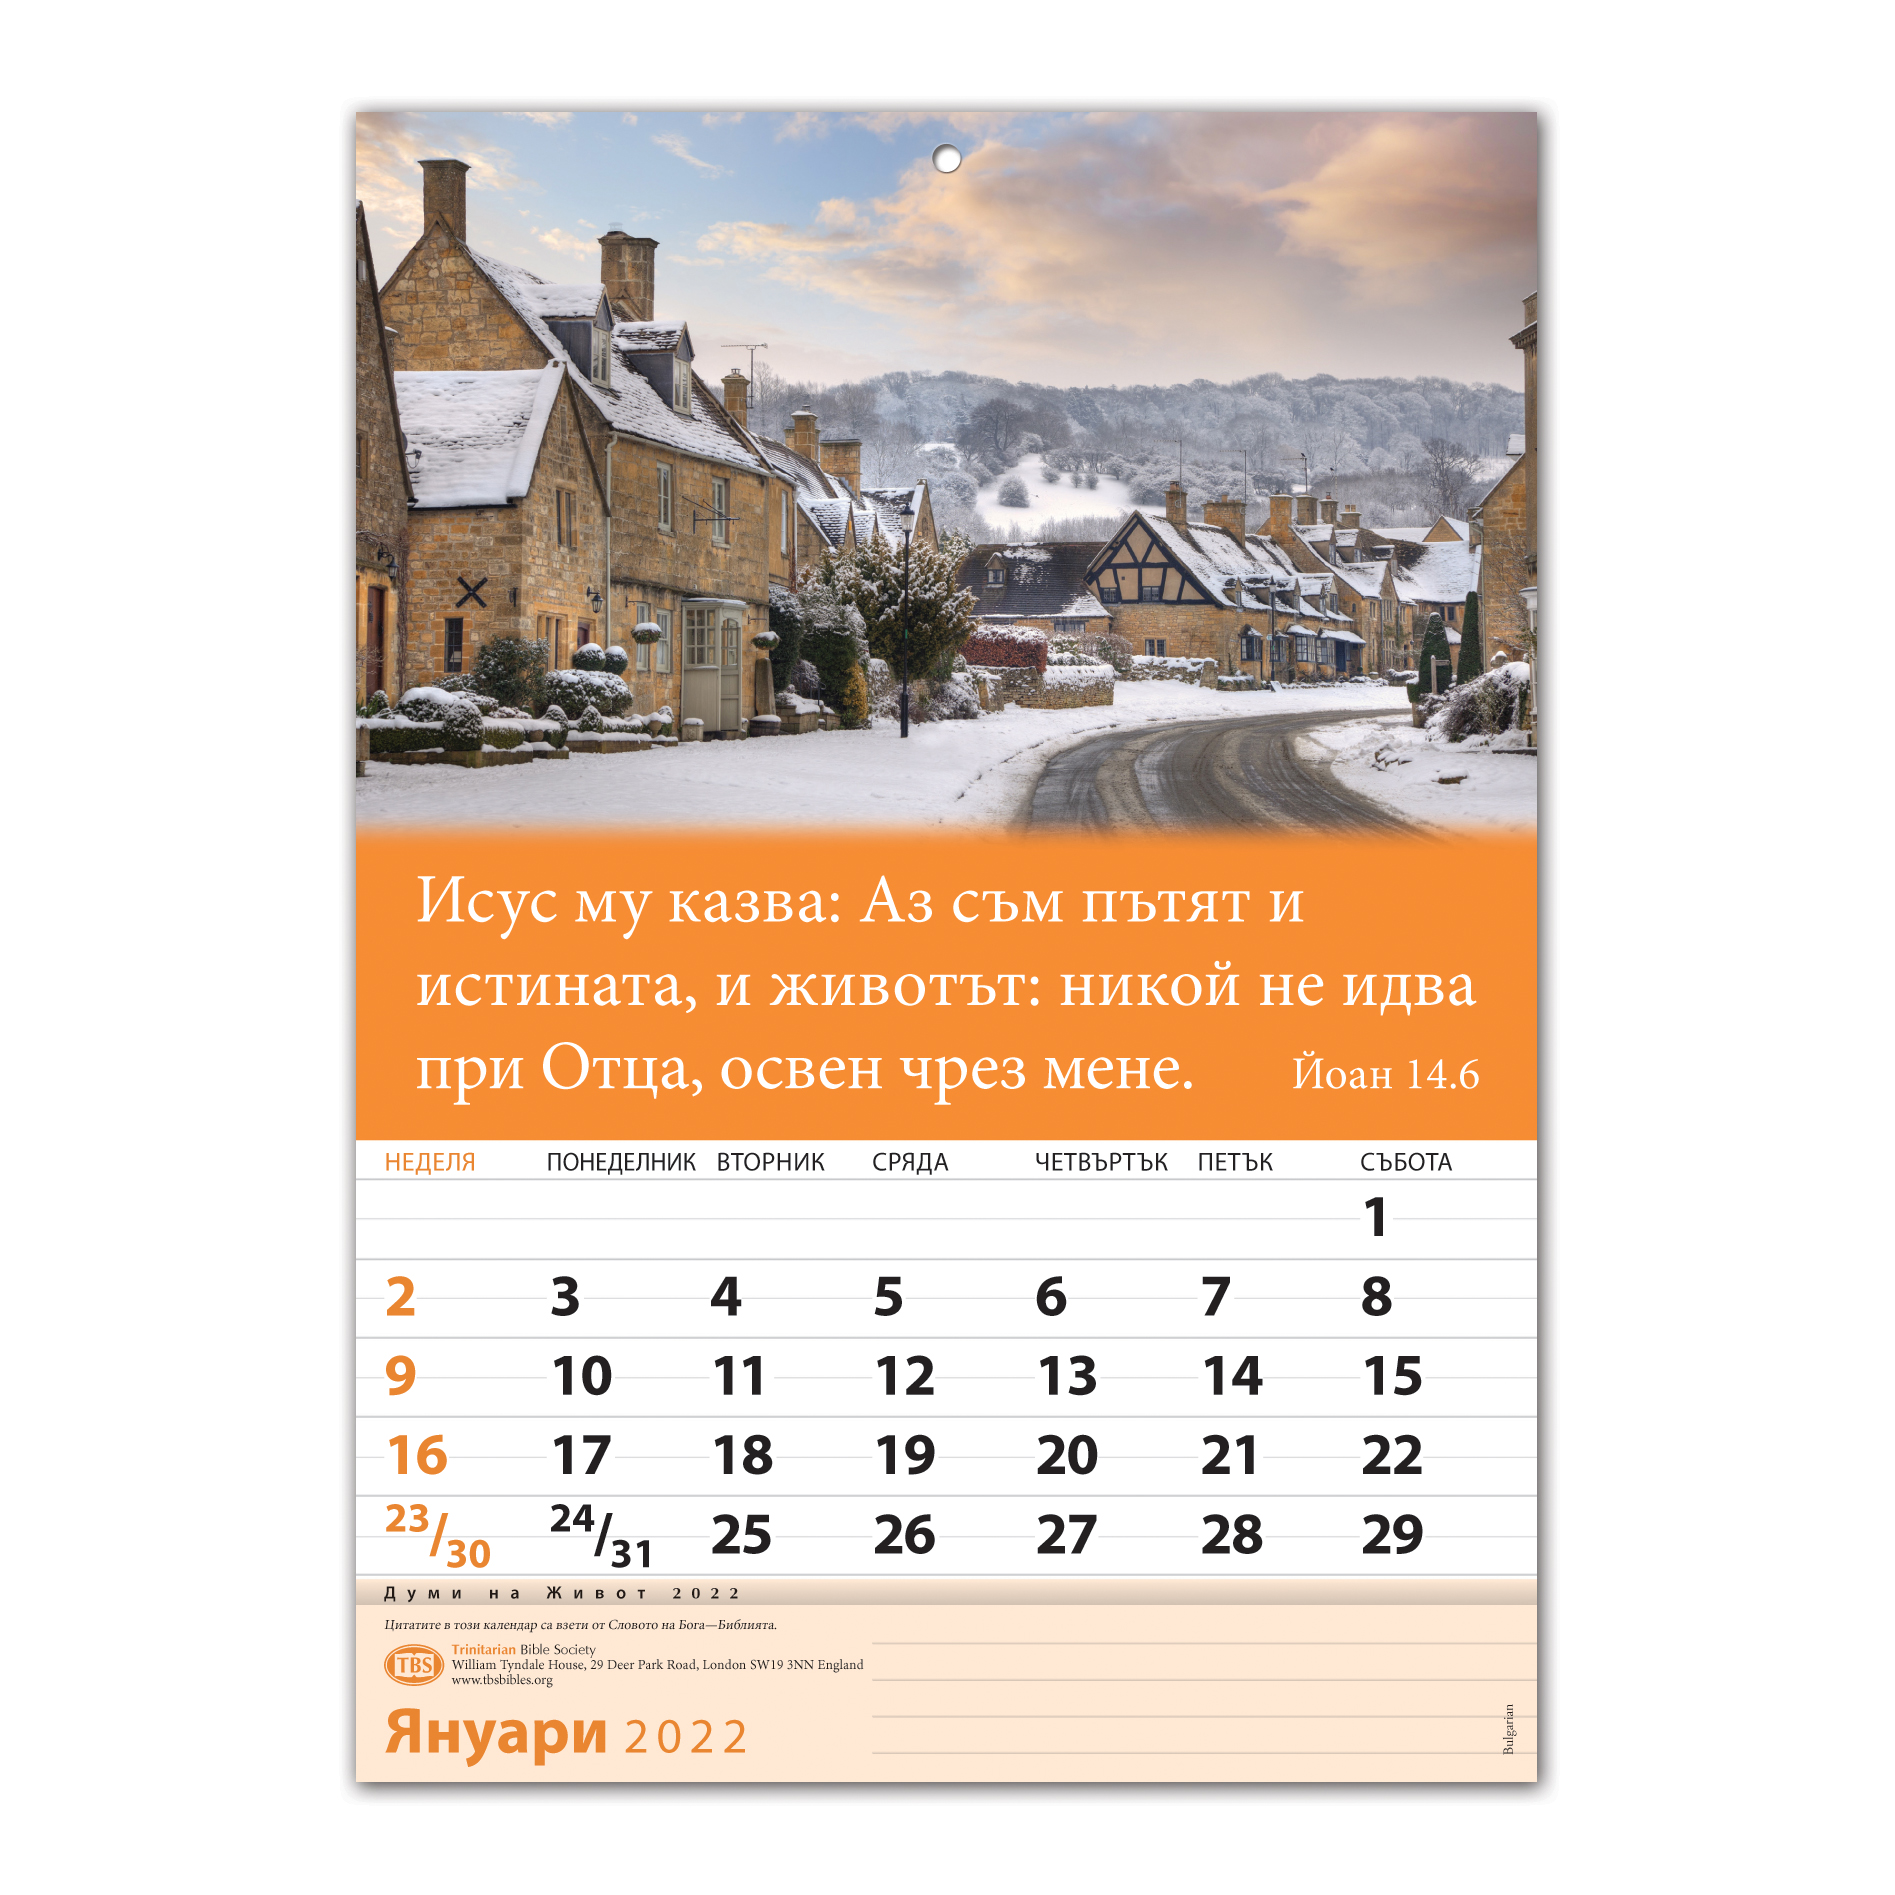 Исус му казва: Аз съм пътят и
истината, и животът: никой не идва
при Отца, освен чрез мене. Йоан 14.6
НЕДЕЛЯ ПОНЕДЕЛНИК ВТОРНИК СРЯДА ЧЕТВЪРТЪК ПЕТЪК СЪБОТА
1
2 3 4 5 6 7 8
9 10 11 12 13 14 15
16 17 18 19 20 21 22
23/30 24/31 25 26 27 28 29
Думи на Живот 2022
Цитатите в този календар са взети от Словото на Бога—Библията.
TBS
Trinitarian Bible Society
William Tyndale House, 29 Deer Park Road, London SW19 3NN England
www.tbsbibles.org
Януари 2022
Bulgarian